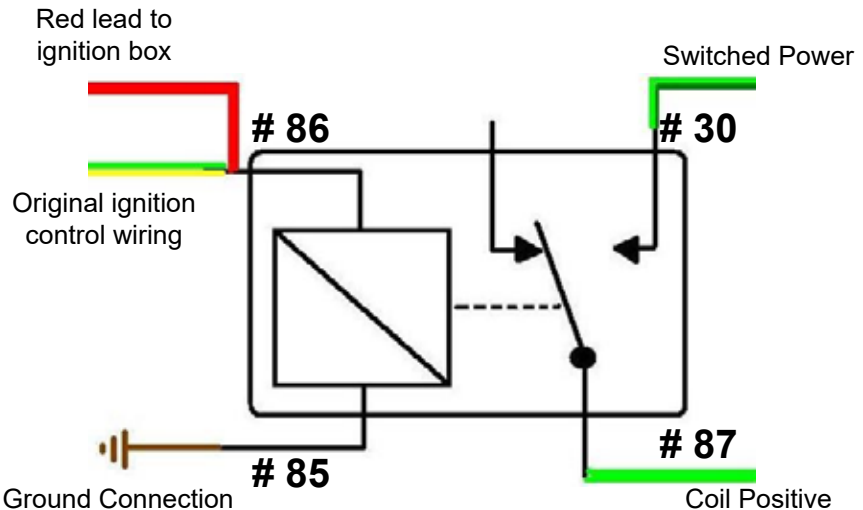 Red lead to
ignition box
Switched Power
# 86
# 30
Original ignition
control wiring
# 87
# 85
Ground Connection
Coil Positive